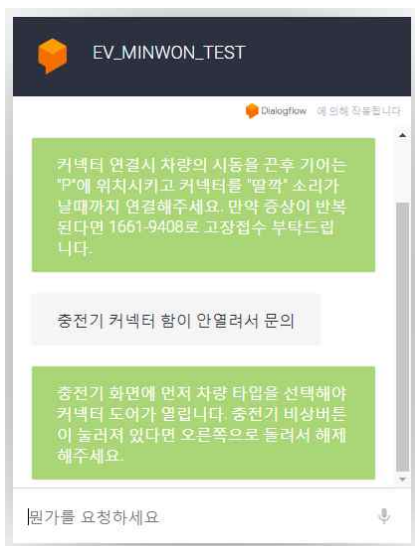 EV_MINWON_TEST
Dialogflow 에 의해 작동됩니다
커넥터 연결시 차량의 시동을 끈후 기어는
"P"에 위치시키고 커넥터를 "딸깍" 소리가
날때까지 연결해주세요. 만약 증상이 반복
된다면 1661-9408로 고장접수 부탁드립
니다.
충전기 커넥터 함이 안열려서 문의
충전기 화면에 먼저 차량 타입을 선택해야
커넥터 도어가 열립니다. 충전기 비상버튼
이 눌러져 있다면 오른쪽으로 돌려서 해제
해주세요.
뭔가를 요청하세요